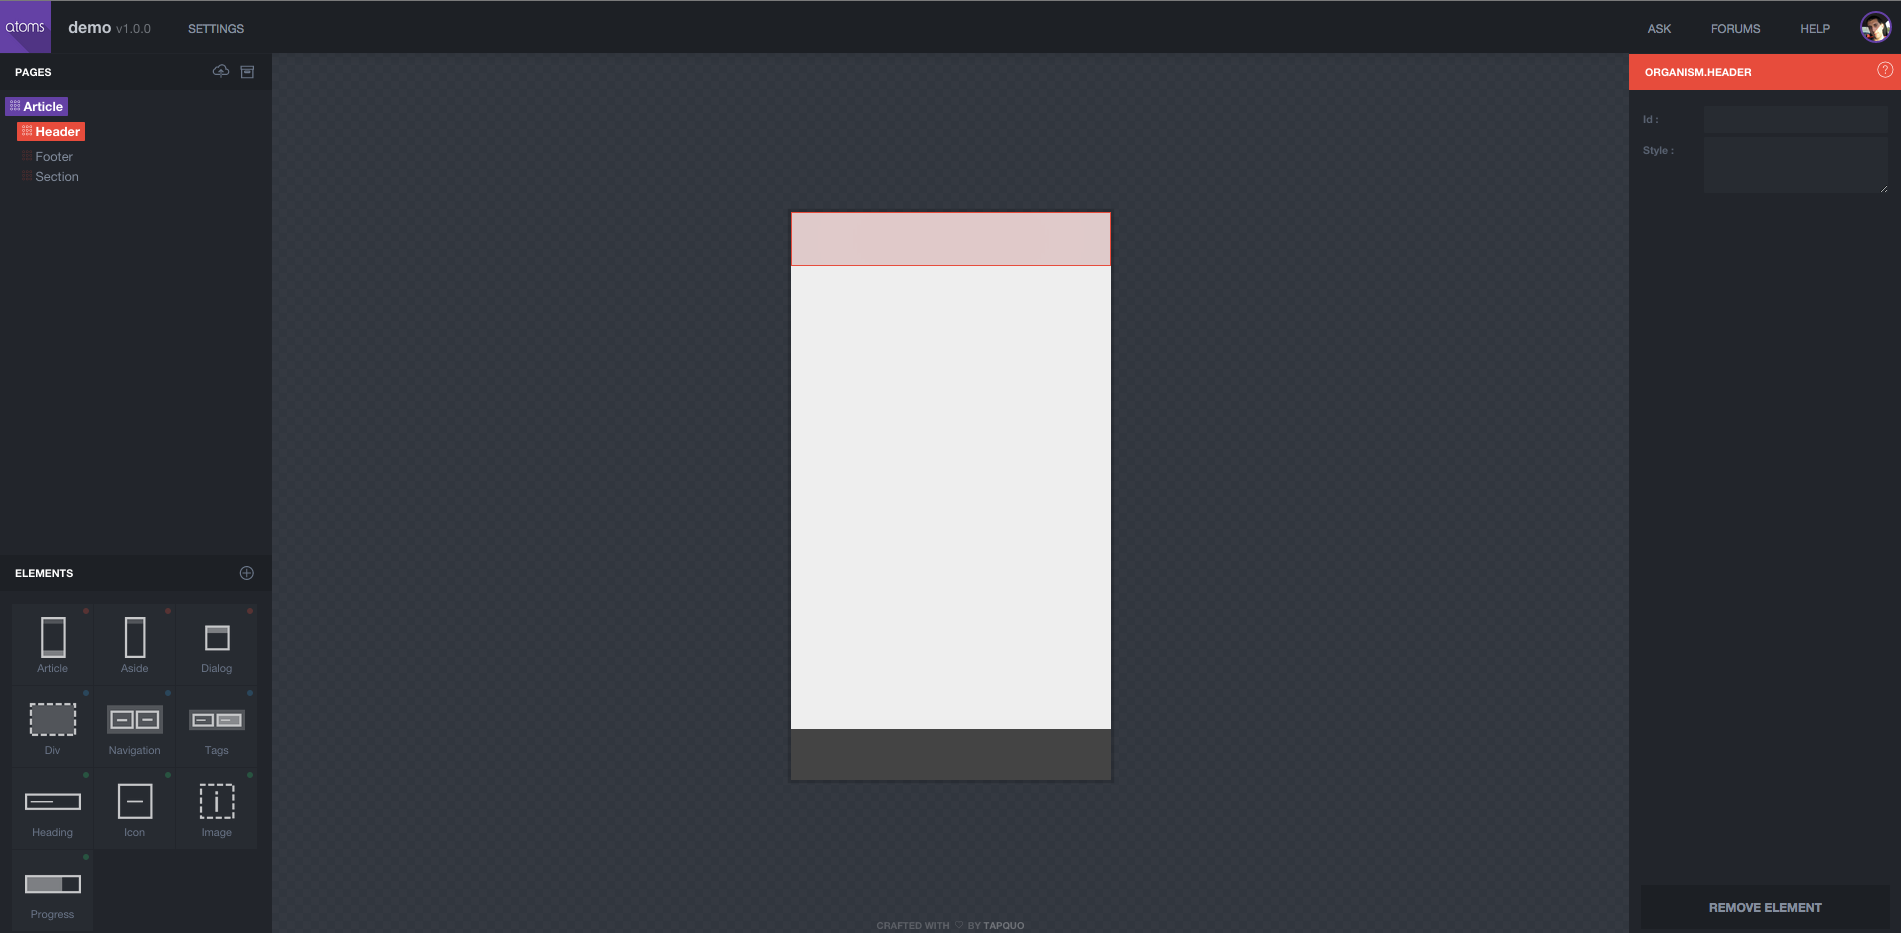 atoms demo v1.0.0 SETTINGS ASK FORUMS HELP
PAGES
Article
Header
Footer
Section
ELEMENTS
Article Aside Dialog
Div Navigation Tags
Heading Icon Image
Progress
CRAFTED WITH ♡ BY TAPQUO
ORGANISM.HEADER ?
Id :
Style :
REMOVE ELEMENT